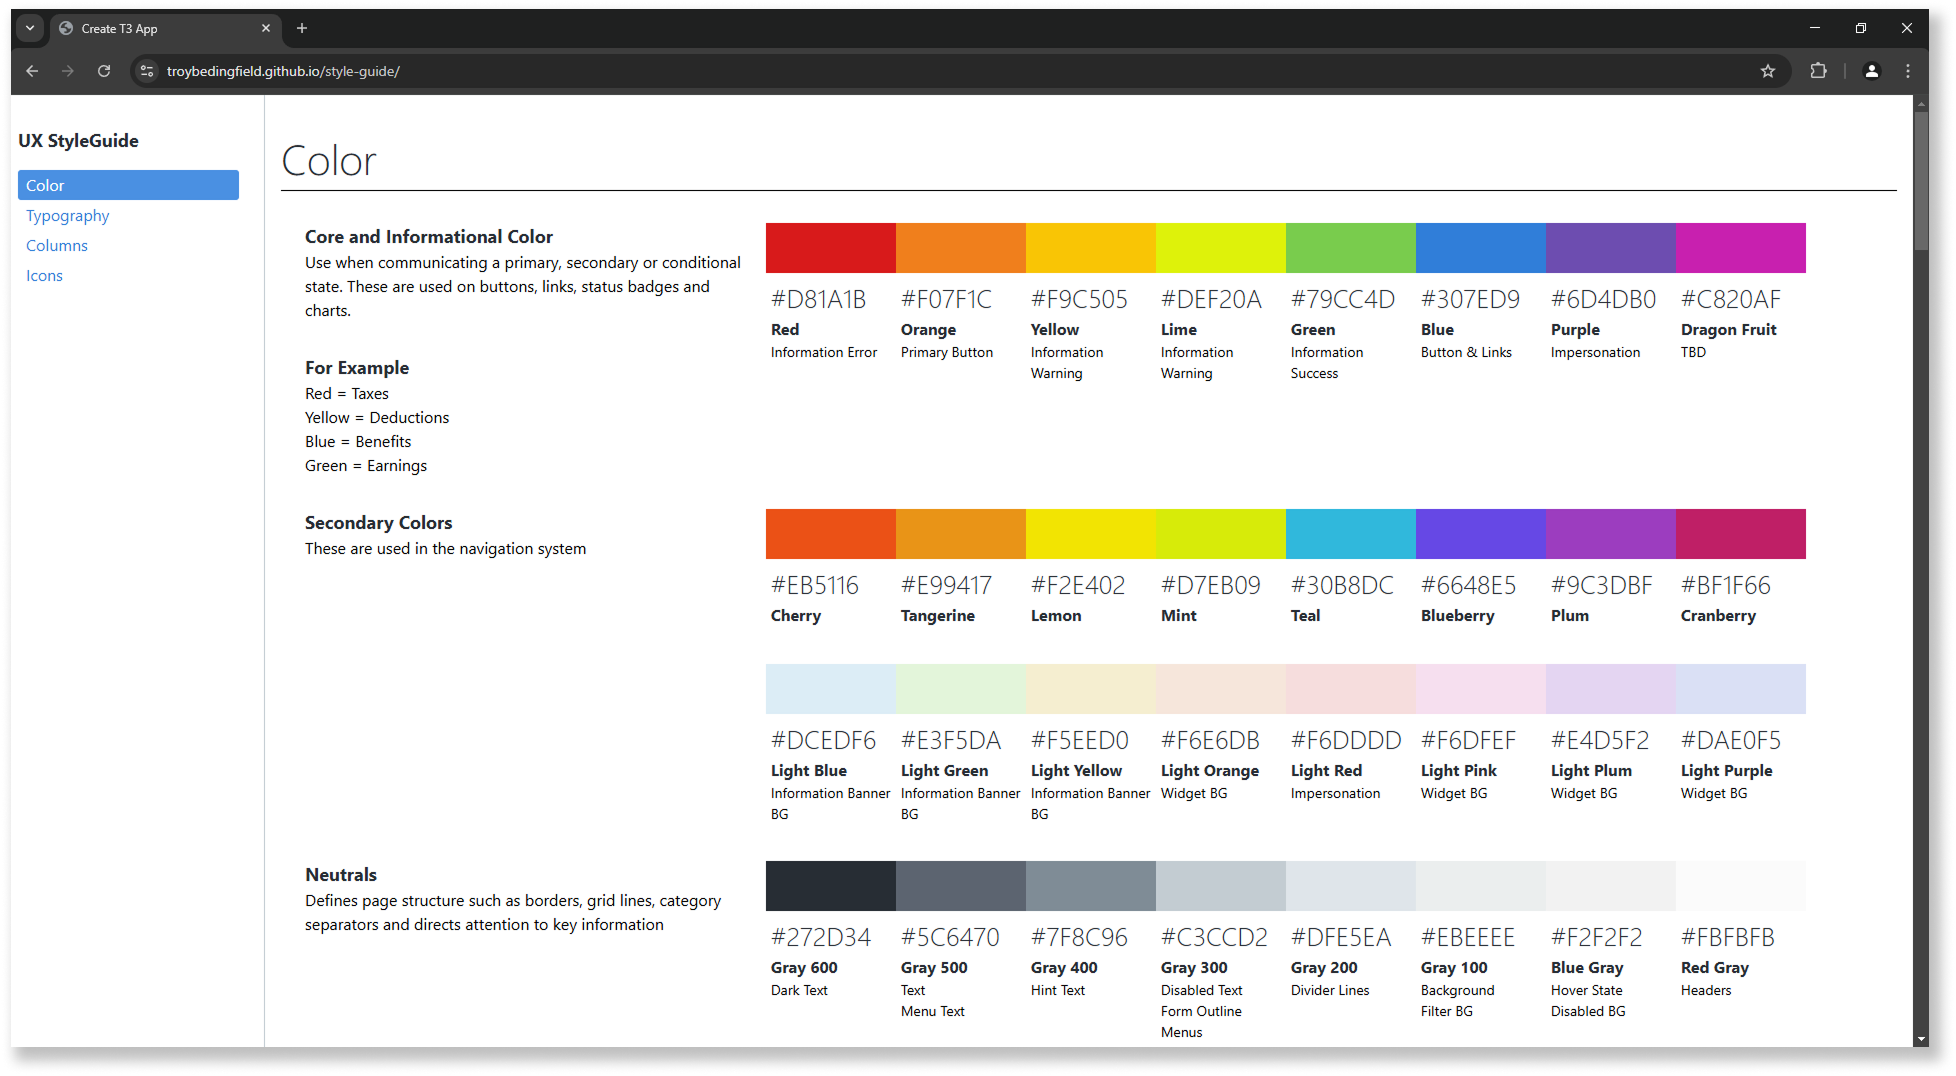 Create T3 App
troybedingfield.github.io/style-guide/
UX StyleGuide
Color
Typography
Columns
Icons
Color
Core and Informational Color
Use when communicating a primary, secondary or conditional
state. These are used on buttons, links, status badges and
charts.
For Example
Red = Taxes
Yellow = Deductions
Blue = Benefits
Green = Earnings
#D81A1B #F07F1C #F9C505 #DEF20A #79CC4D #307ED9 #6D4DB0 #C820AF
Red Orange Yellow Lime Green Blue Purple Dragon Fruit
Information Error Primary Button Information Information Information Button & Links Impersonation TBD
Warning Warning Success
Secondary Colors
These are used in the navigation system
#EB5116 #E99417 #F2E402 #D7EB09 #30B8DC #6648E5 #9C3DBF #BF1F66
Cherry Tangerine Lemon Mint Teal Blueberry Plum Cranberry
#DCEDF6 #E3F5DA #F5EED0 #F6E6DB #F6DDDD #F6DFEF #E4D5F2 #DAE0F5
Light Blue Light Green Light Yellow Light Orange Light Red Light Pink Light Plum Light Purple
Information Banner Information Banner Information Banner Widget BG Impersonation Widget BG Widget BG Widget BG
BG BG BG
Neutrals
Defines page structure such as borders, grid lines, category
separators and directs attention to key information
#272D34 #5C6470 #7F8C96 #C3CCD2 #DFE5EA #EBEEEE #F2F2F2 #FBFBFB
Gray 600 Gray 500 Gray 400 Gray 300 Gray 200 Gray 100 Blue Gray Red Gray
Dark Text Text Hint Text Disabled Text Divider Lines Background Hover State Headers
Menu Text Form Outline Filter BG Disabled BG
Menus